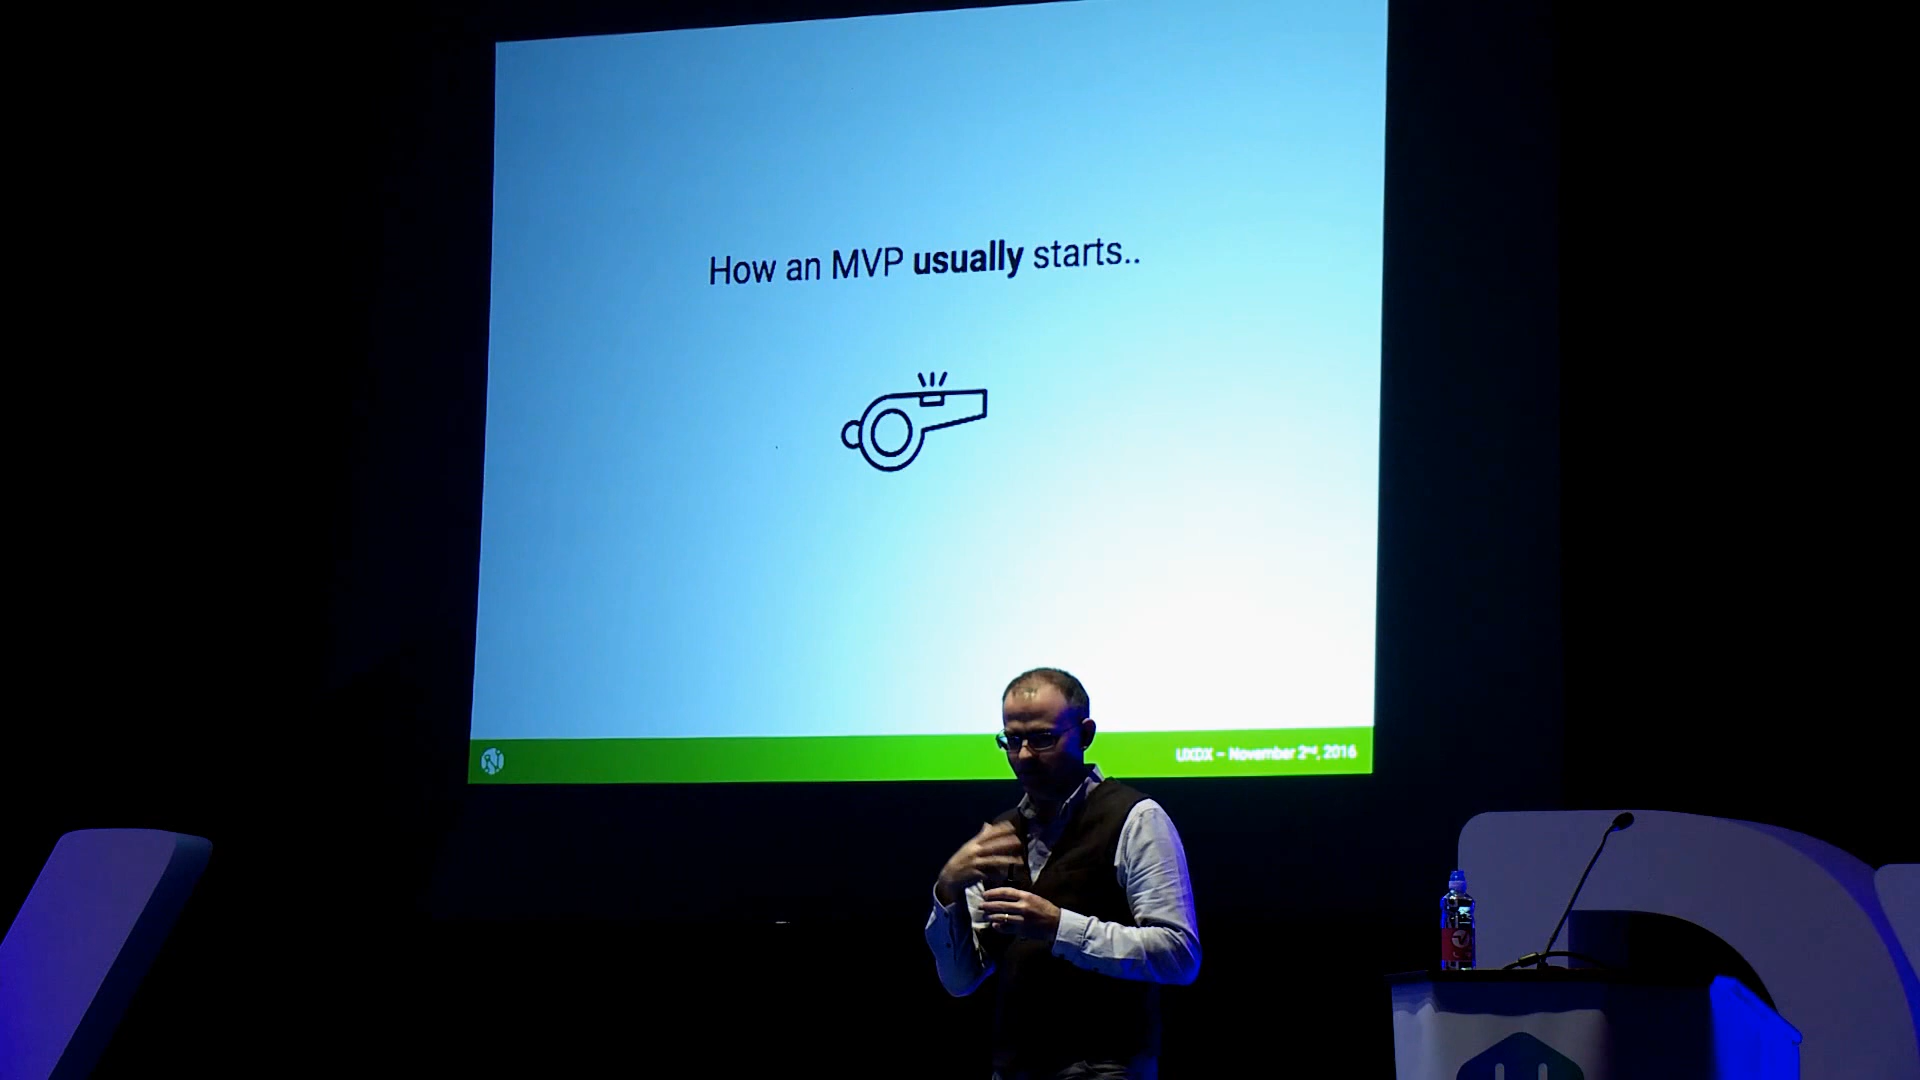 How an MVP usually starts..
UXDX – November 2nd, 2016